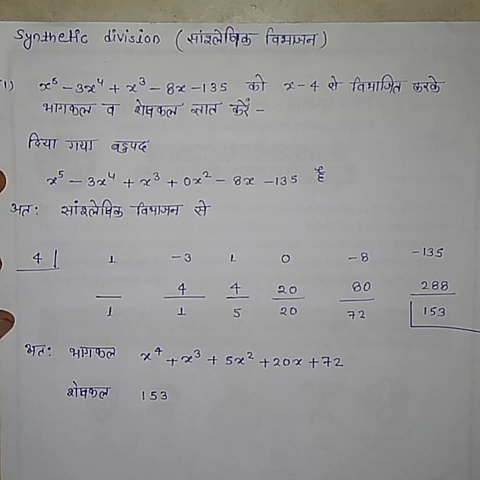 Synthetic division (सांश्लेषिक विभाजन)
1) x⁵ - 3x⁴ + x³ - 8x - 135 को x - 4 से विभाजित करके
भागफल व शेषफल ज्ञात करें -
दिया गया बहुपद
x⁵ - 3x⁴ + x³ + 0x² - 8x - 135 है
अतः सांश्लेषिक विभाजन से
4 1 -3 1 0 -8 -135
4 4 20 80 288
1 1 5 20 72 153
अतः भागफल x⁴ + x³ + 5x² + 20x + 72
शेषफल 153